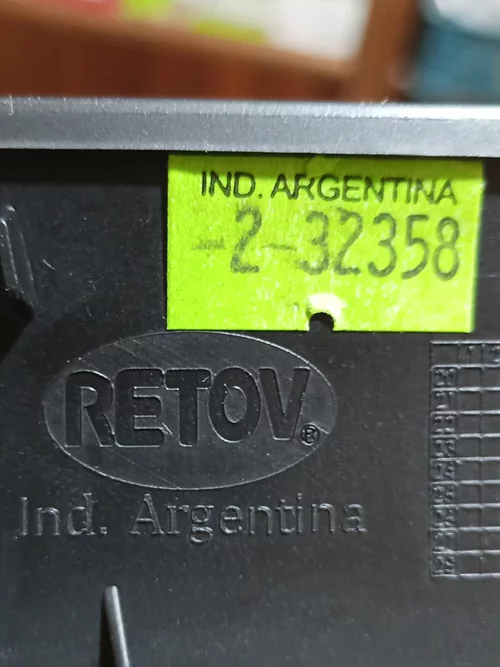 IND. ARGENTINA
-2-32358
RETOV®
Ind. Argentina